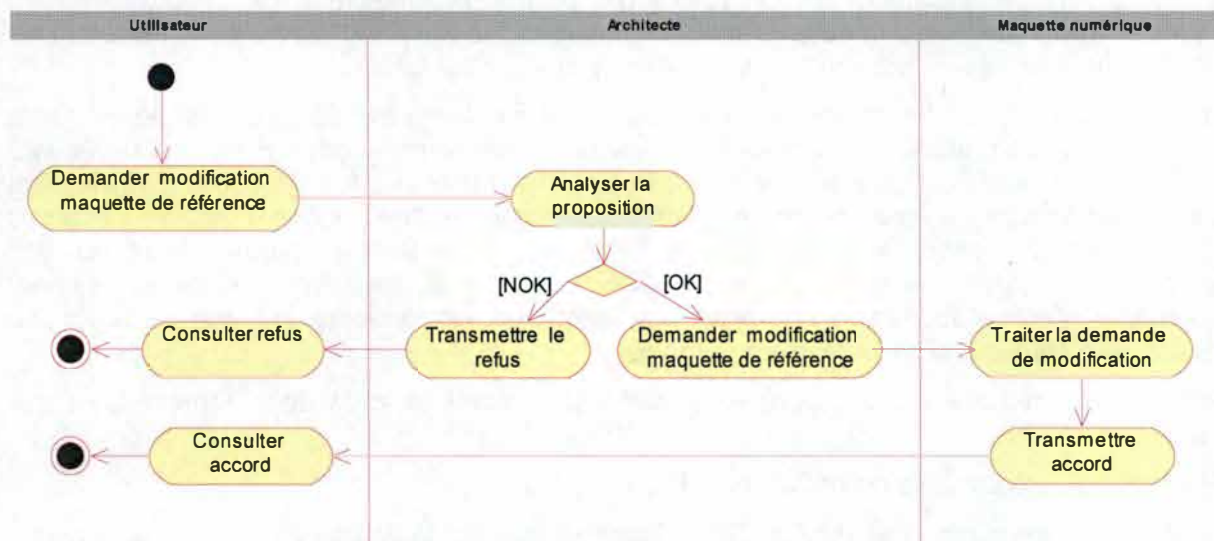 Utilisateur
Architecte
Maquette numérique
Demander modification
maquette de référence
Analyser la
proposition
[NOK]
[OK]
Consulter refus
Transmettre le
refus
Demander modification
maquette de référence
Traiter la demande
de modification
Consulter
accord
Transmettre
accord